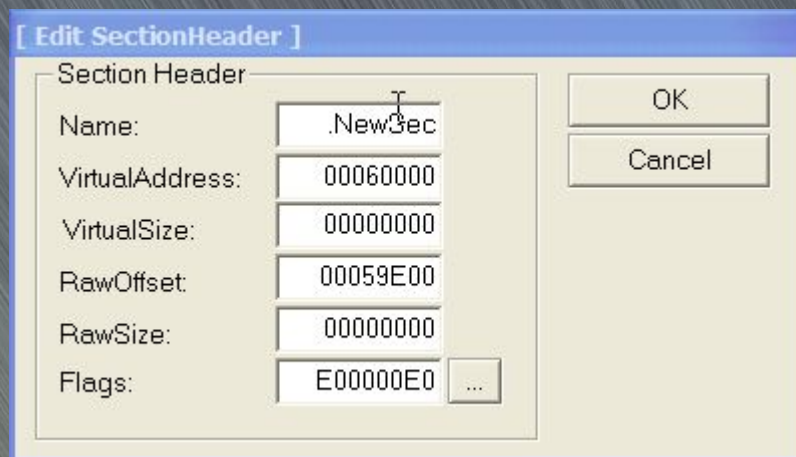 [ Edit SectionHeader ]
Section Header
Name: .NewSec
VirtualAddress: 00060000
VirtualSize: 00000000
RawOffset: 00059E00
RawSize: 00000000
Flags: E00000E0 ...
OK
Cancel